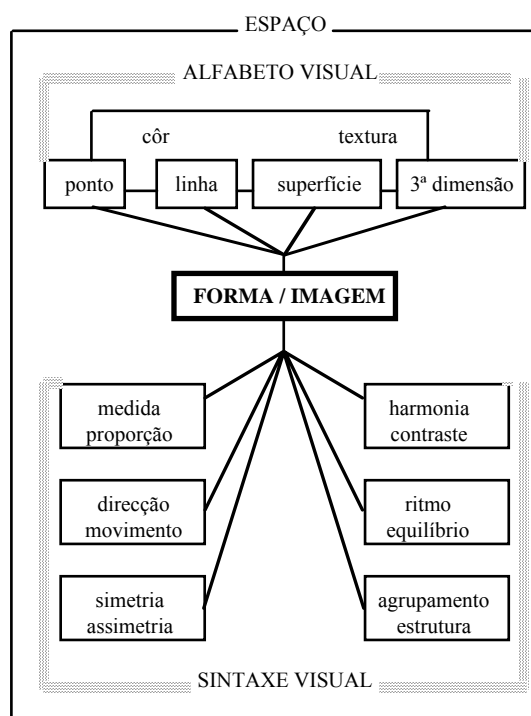 ESPAÇO
ALFABETO VISUAL
côr textura
ponto linha superfície 3ª dimensão
FORMA / IMAGEM
medida
proporção
harmonia
contraste
direcção
movimento
ritmo
equilíbrio
simetria
assimetria
agrupamento
estrutura
SINTAXE VISUAL